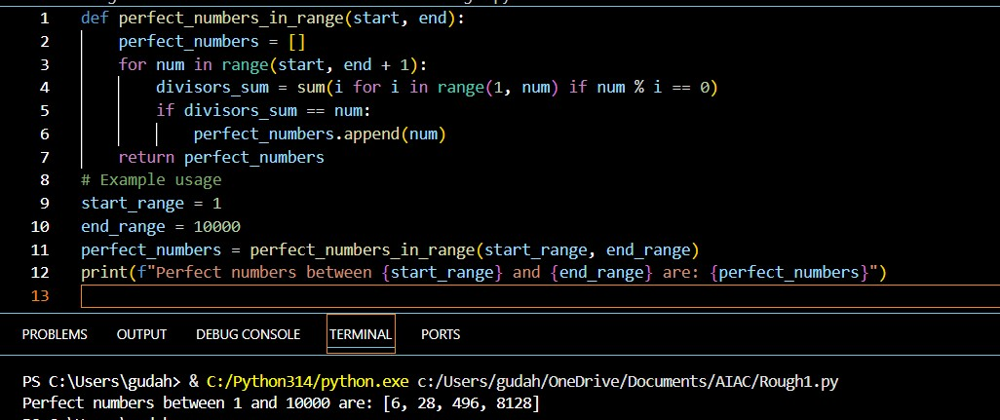 1 def perfect_numbers_in_range(start, end):
2     perfect_numbers = []
3     for num in range(start, end + 1):
4         divisors_sum = sum(i for i in range(1, num) if num % i == 0)
5         if divisors_sum == num:
6             perfect_numbers.append(num)
7     return perfect_numbers
8 # Example usage
9 start_range = 1
10 end_range = 10000
11 perfect_numbers = perfect_numbers_in_range(start_range, end_range)
12 print(f"Perfect numbers between {start_range} and {end_range} are: {perfect_numbers}")
13
PROBLEMS OUTPUT DEBUG CONSOLE TERMINAL PORTS
PS C:\Users\gudah> & C:/Python314/python.exe c:/Users/gudah/OneDrive/Documents/AIAC/Rough1.py
Perfect numbers between 1 and 10000 are: [6, 28, 496, 8128]